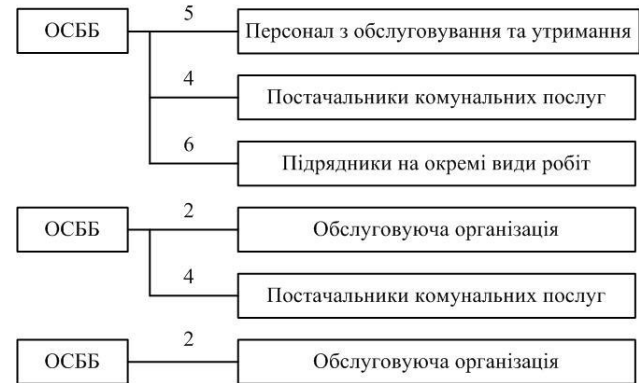 5
ОСББ Персонал з обслуговування та утримання
4
Постачальники комунальних послуг
6
Підрядники на окремі види робіт
2
ОСББ Обслуговуюча організація
4
Постачальники комунальних послуг
2
ОСББ Обслуговуюча організація